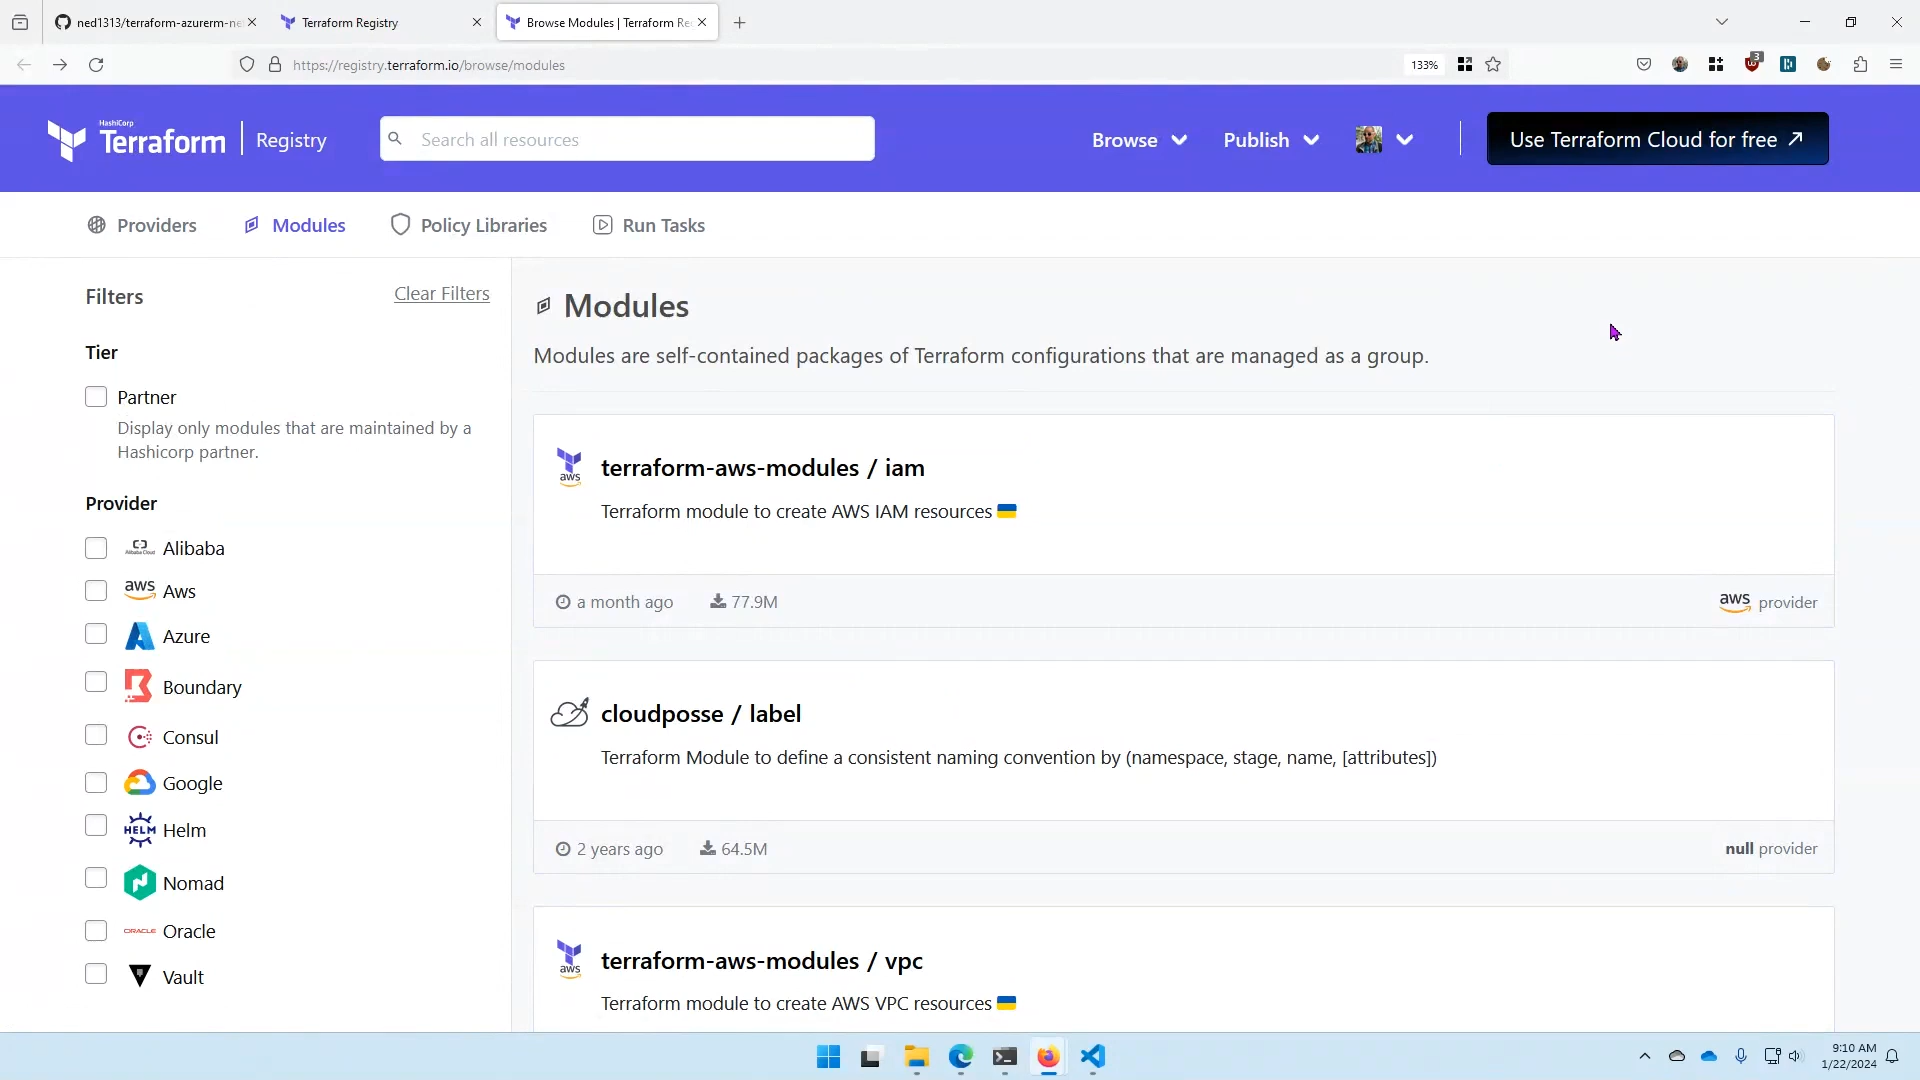 ned1313/terraform-azurerm-ne
Terraform Registry
Browse Modules | Terraform Re
https://registry.terraform.io/browse/modules
133%
3
HashiCorp
Terraform
Registry
Search all resources
Browse
Publish
Use Terraform Cloud for free
Providers
Modules
Policy Libraries
Run Tasks
Filters
Clear Filters
Tier
Partner
Display only modules that are maintained by a
Hashicorp partner.
Provider
Alibaba Cloud
Alibaba
aws
Aws
Azure
Boundary
Consul
Google
HELM
Helm
Nomad
ORACLE
Oracle
Vault
Modules
Modules are self-contained packages of Terraform configurations that are managed as a group.
aws
terraform-aws-modules / iam
Terraform module to create AWS IAM resources
a month ago
77.9M
aws
provider
cloudposse / label
Terraform Module to define a consistent naming convention by (namespace, stage, name, [attributes])
2 years ago
64.5M
null provider
aws
terraform-aws-modules / vpc
Terraform module to create AWS VPC resources
9:10 AM
1/22/2024